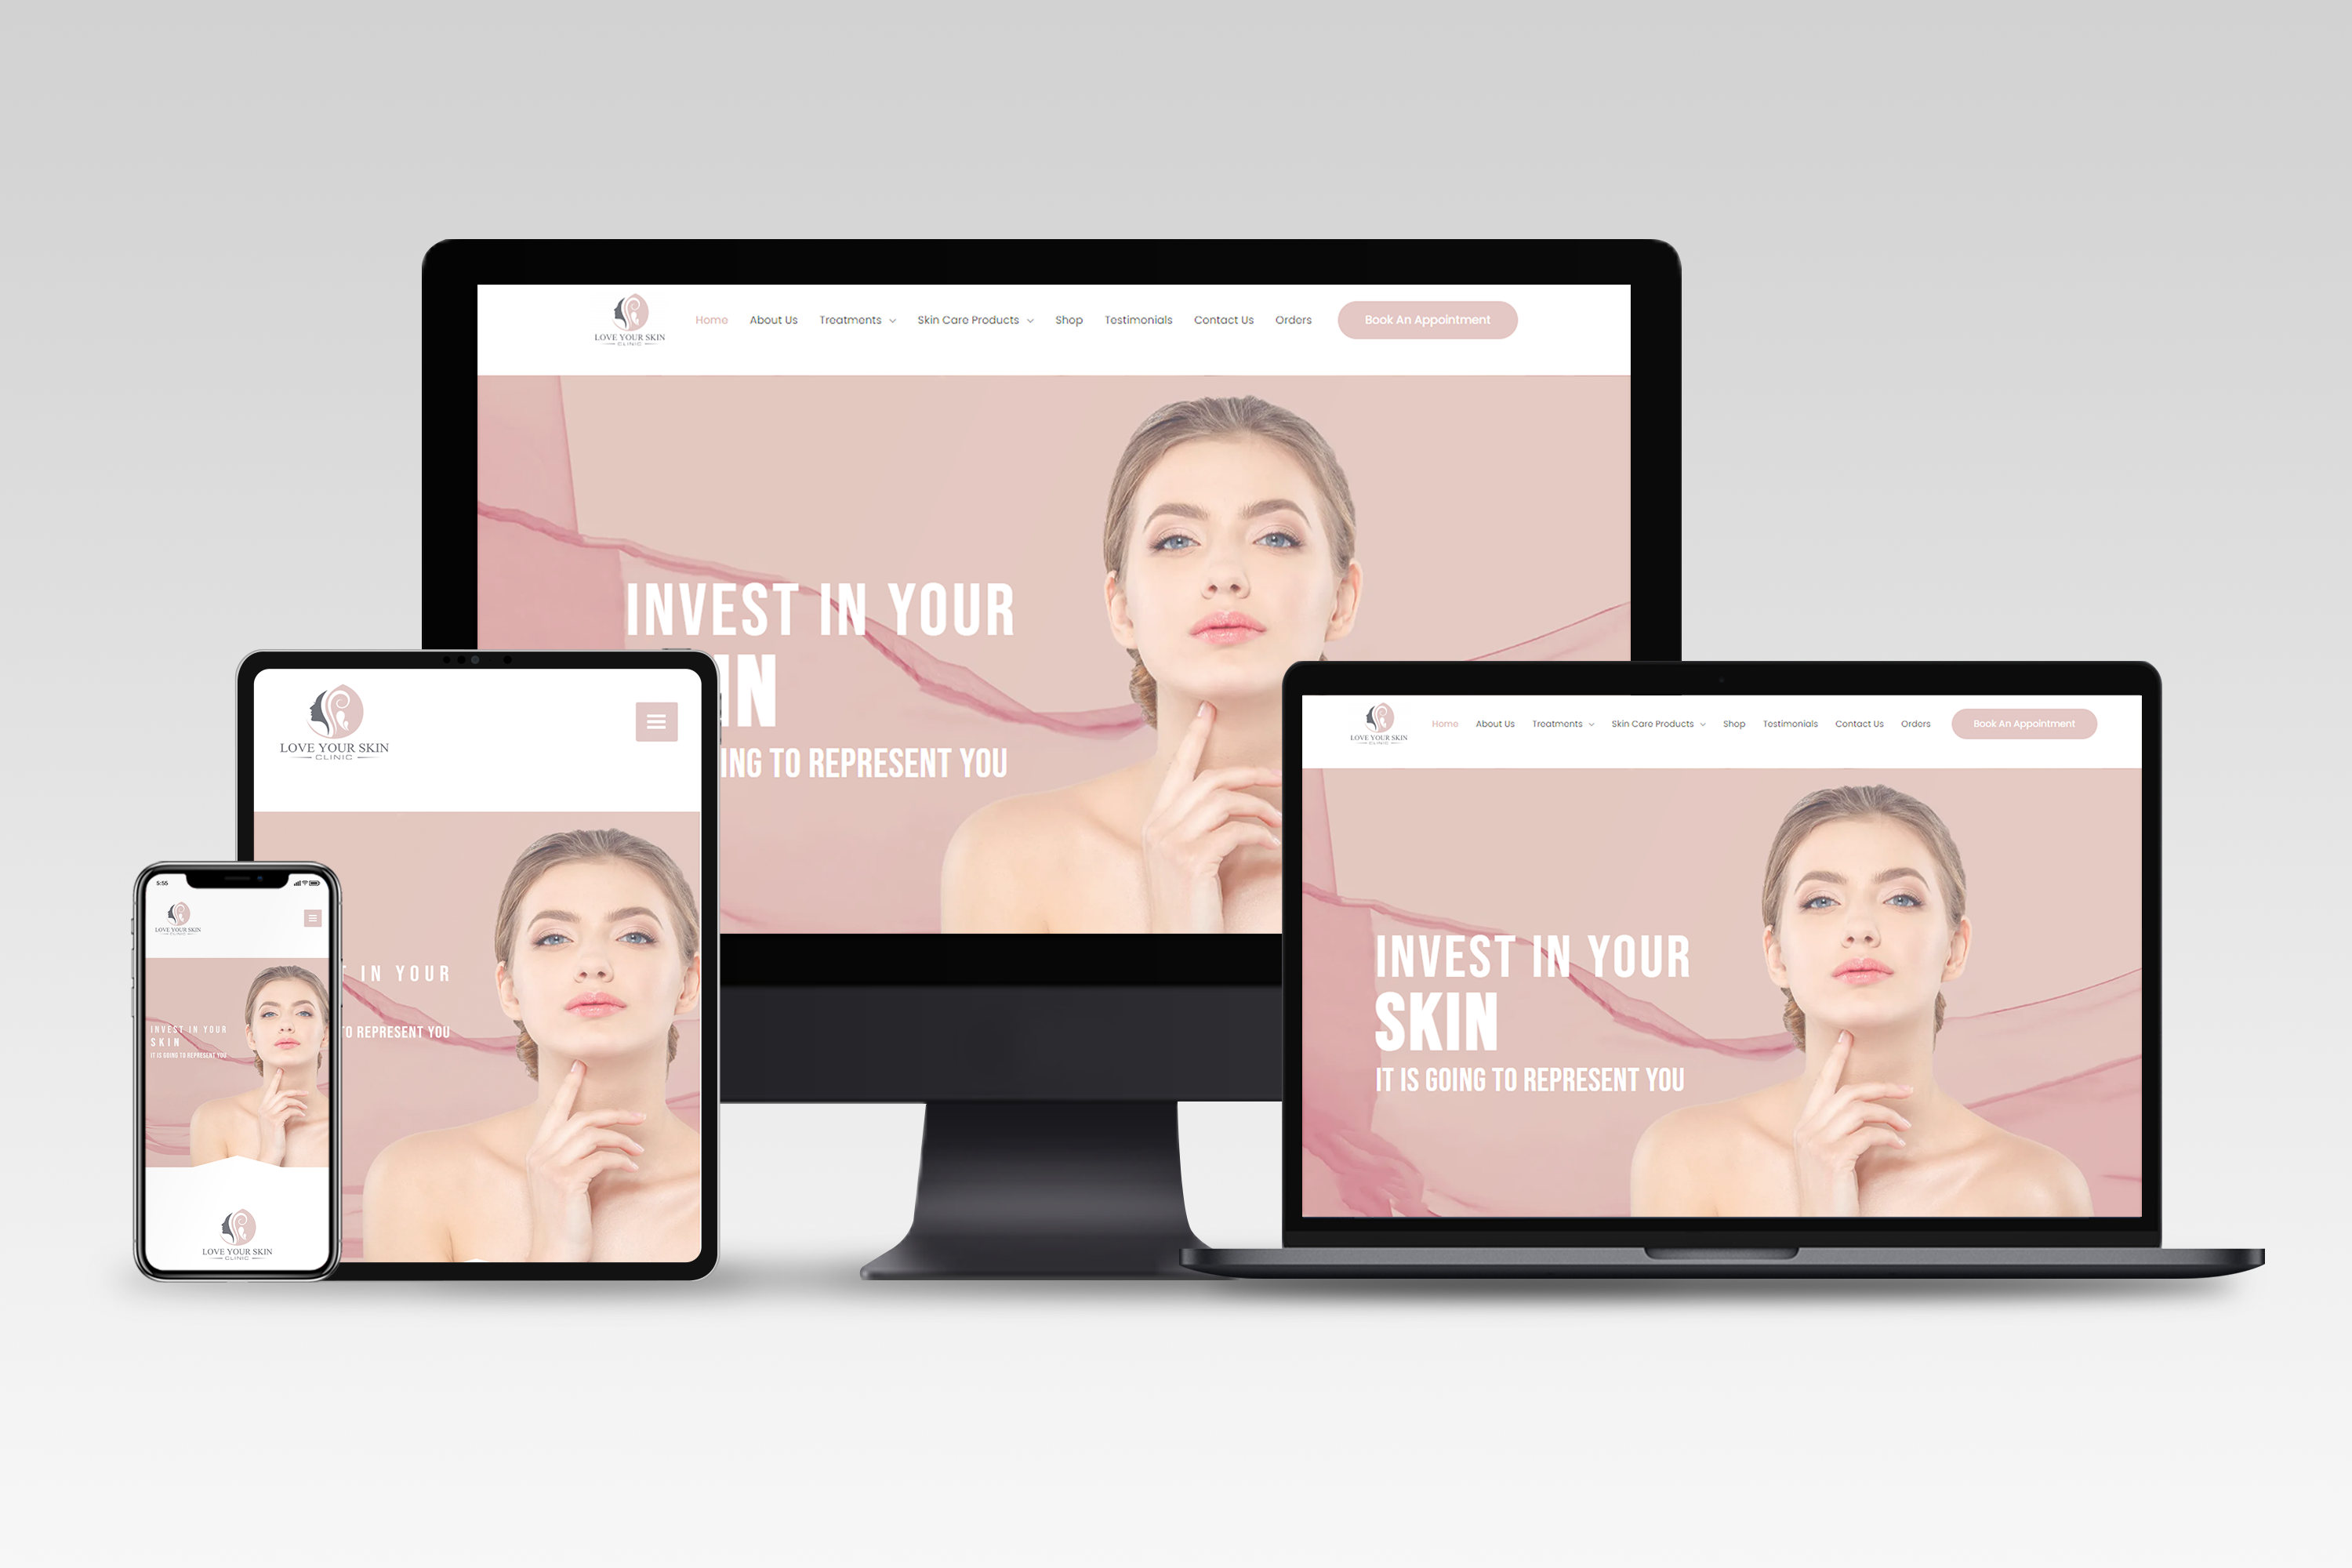 LOVE YOUR SKIN
CLINIC
Home About Us Treatments Skin Care Products Shop Testimonials Contact Us Orders Book An Appointment
INVEST IN YOUR
IN
ING TO REPRESENT YOU
LOVE YOUR SKIN
CLINIC
IN YOUR
TO REPRESENT YOU
5:55
LOVE YOUR SKIN
CLINIC
INVEST IN YOUR
SKIN
IT IS GOING TO REPRESENT YOU
LOVE YOUR SKIN
CLINIC
LOVE YOUR SKIN
CLINIC
Home About Us Treatments Skin Care Products Shop Testimonials Contact Us Orders Book An Appointment
INVEST IN YOUR
SKIN
IT IS GOING TO REPRESENT YOU